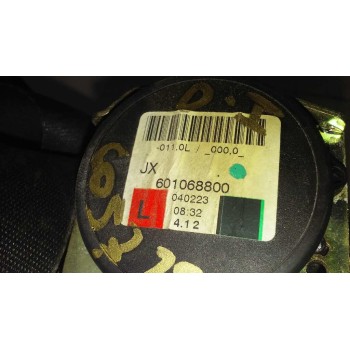 D.I
-011.0L / _000.0_
JX
601068800
040223
L
08:32
4.12